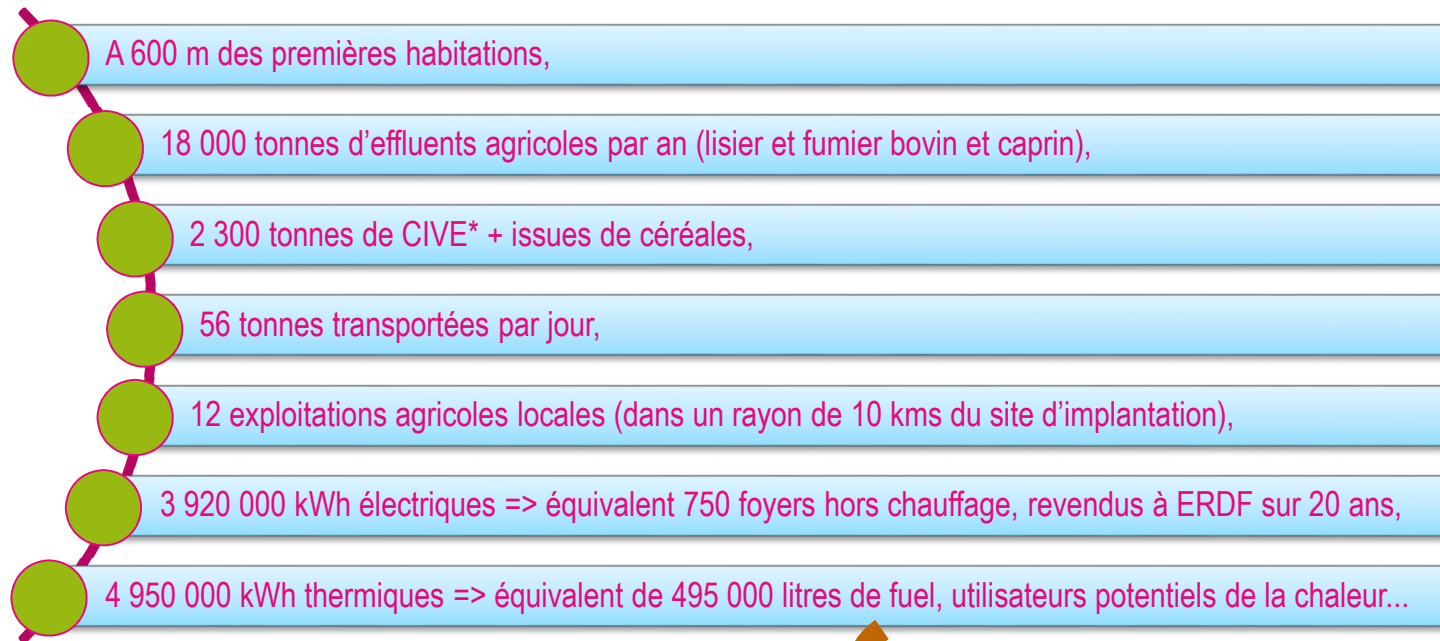 A 600 m des premières habitations,
18 000 tonnes d’effluents agricoles par an (lisier et fumier bovin et caprin),
2 300 tonnes de CIVE* + issues de céréales,
56 tonnes transportées par jour,
12 exploitations agricoles locales (dans un rayon de 10 kms du site d’implantation),
3 920 000 kWh électriques => équivalent 750 foyers hors chauffage, revendus à ERDF sur 20 ans,
4 950 000 kWh thermiques => équivalent de 495 000 litres de fuel, utilisateurs potentiels de la chaleur...